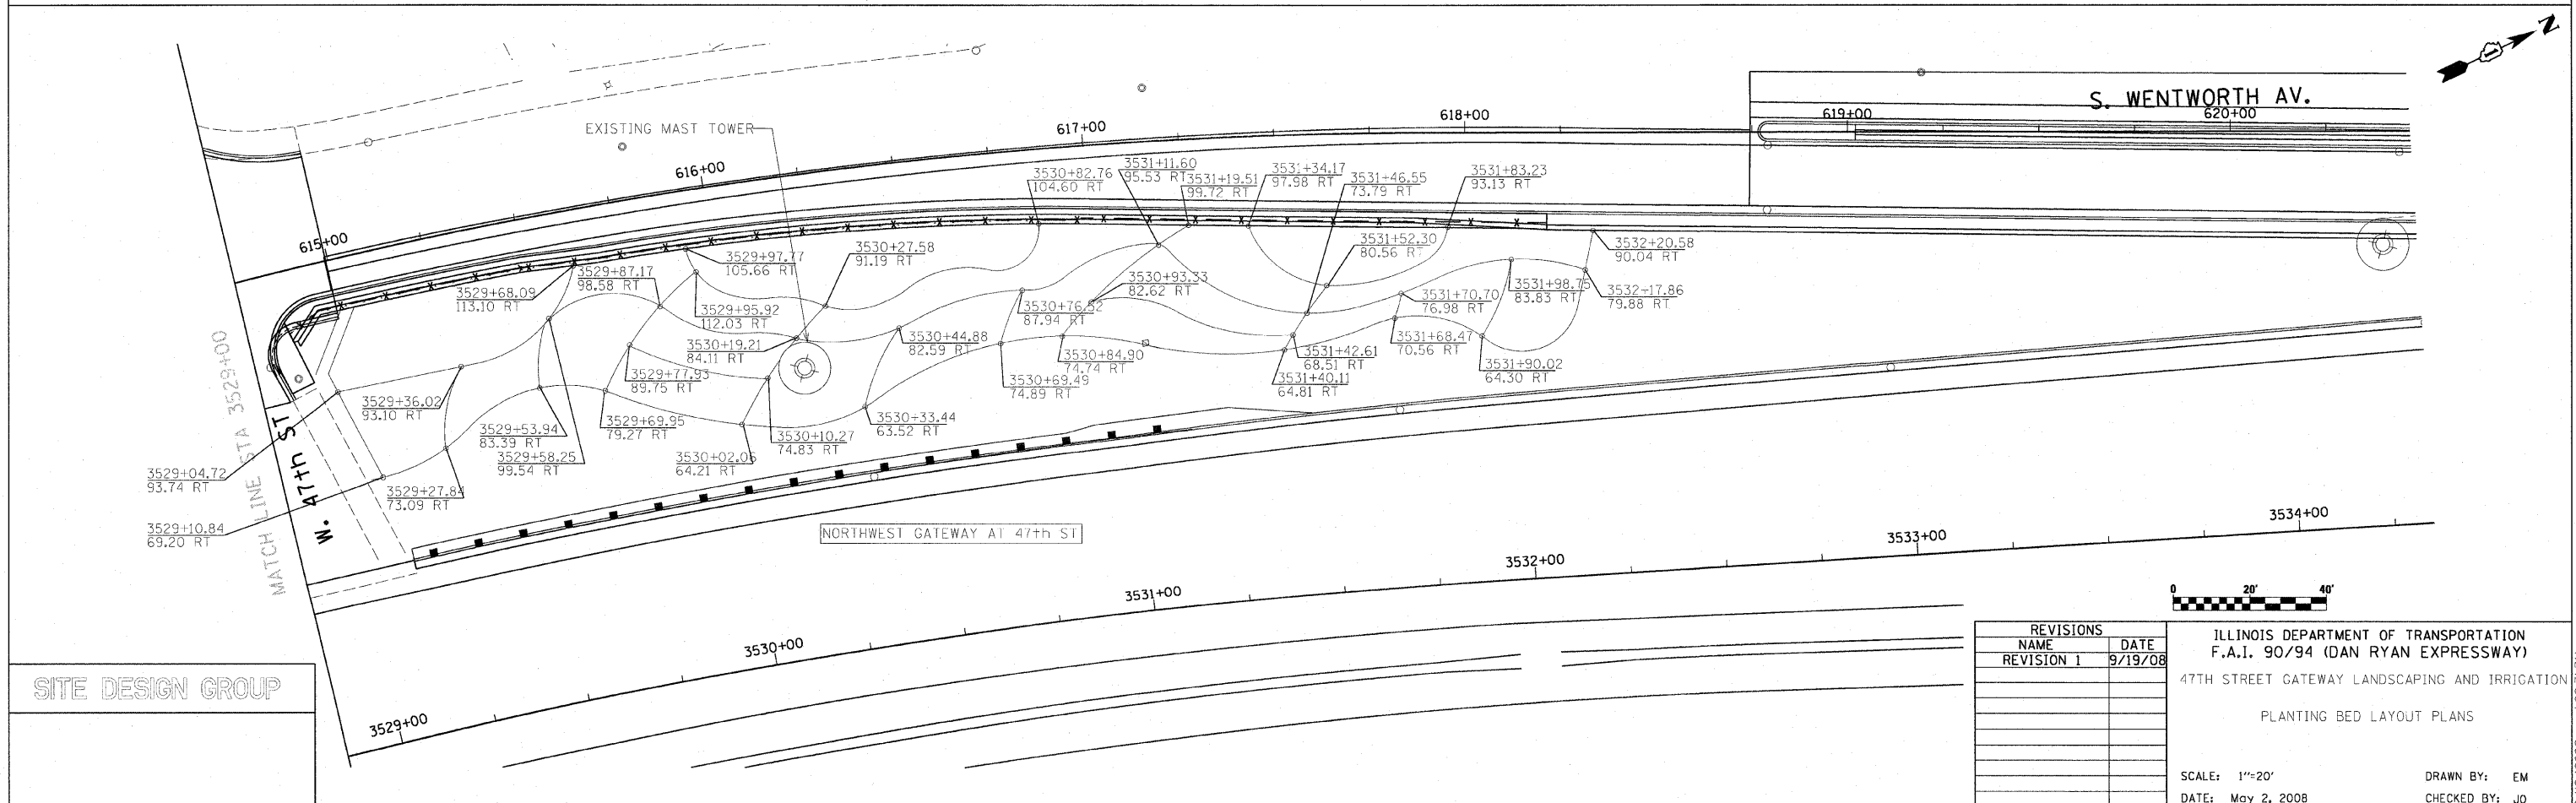 N
S. WENTWORTH AV.
615+00
616+00
617+00
618+00
619+00
620+00
EXISTING MAST TOWER
3530+82.76
104.60 RT
3531+11.60
95.53 RT
3531+19.51
99.72 RT
3531+34.17
97.98 RT
3531+46.55
73.79 RT
3531+83.23
93.13 RT
3529+68.09
113.10 RT
3529+87.17
98.58 RT
3529+97.77
105.66 RT
3530+27.58
91.19 RT
3531+52.30
80.56 RT
3532+20.58
90.04 RT
3529+95.92
112.03 RT
3530+93.33
82.62 RT
3530+76.52
87.94 RT
3531+70.70
76.98 RT
3531+98.75
83.83 RT
3532+17.86
79.88 RT
3530+19.21
84.11 RT
3530+44.88
82.59 RT
3530+84.90
74.74 RT
3531+42.61
68.51 RT
3531+68.47
70.56 RT
3531+90.02
64.30 RT
3529+77.93
89.75 RT
3530+69.49
74.89 RT
3531+40.11
64.81 RT
3529+36.02
93.10 RT
3529+53.94
83.39 RT
3529+58.25
99.54 RT
3529+69.95
79.27 RT
3530+02.06
64.21 RT
3530+10.27
74.83 RT
3530+33.44
63.52 RT
3529+04.72
93.74 RT
3529+27.84
73.09 RT
3529+10.84
69.20 RT
MATCH LINE STA 3529+00
W. 47th ST
NORTHWEST GATEWAY AT 47th ST
3529+00
3530+00
3531+00
3532+00
3533+00
3534+00
0 20' 40'
SITE DESIGN GROUP
REVISIONS
NAME DATE
REVISION 1 9/19/08
ILLINOIS DEPARTMENT OF TRANSPORTATION
F.A.I. 90/94 (DAN RYAN EXPRESSWAY)
47TH STREET GATEWAY LANDSCAPING AND IRRIGATION
PLANTING BED LAYOUT PLANS
SCALE: 1"=20' DRAWN BY: EM
DATE: May 2, 2008 CHECKED BY: JO